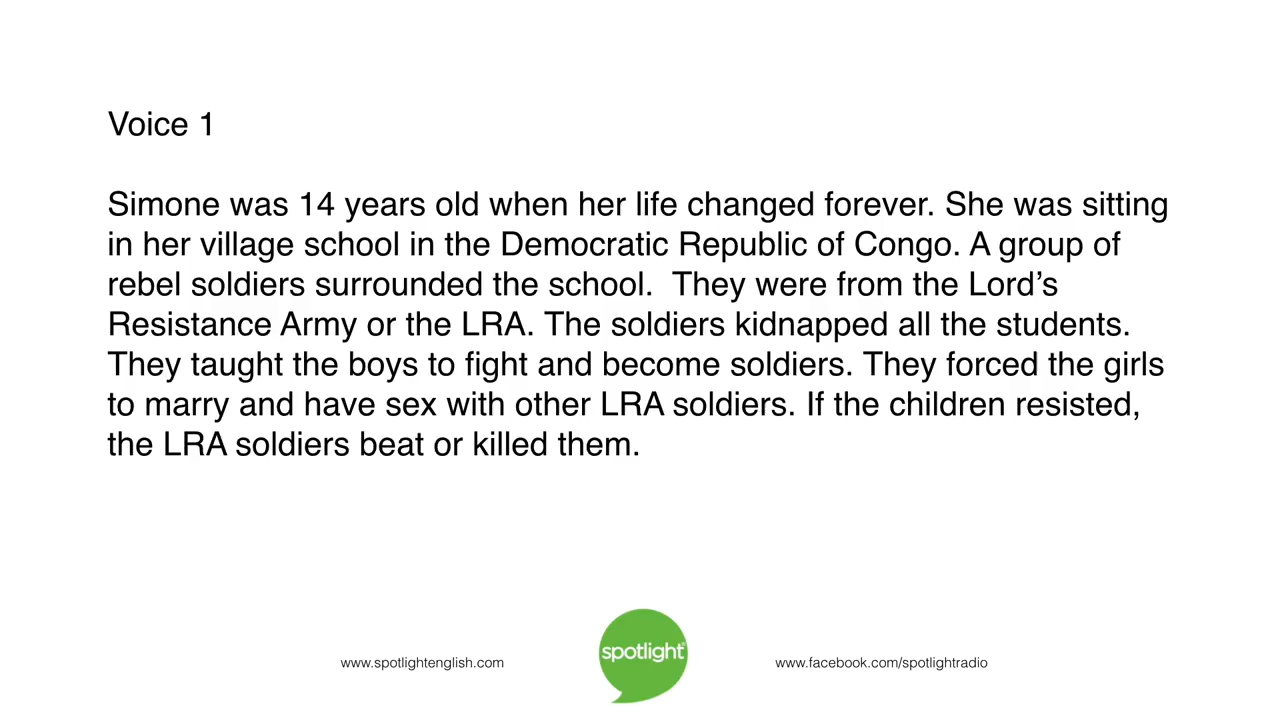 Voice 1
Simone was 14 years old when her life changed forever. She was sitting
in her village school in the Democratic Republic of Congo. A group of
rebel soldiers surrounded the school.  They were from the Lord’s
Resistance Army or the LRA. The soldiers kidnapped all the students.
They taught the boys to fight and become soldiers. They forced the girls
to marry and have sex with other LRA soldiers. If the children resisted,
the LRA soldiers beat or killed them.
www.spotlightenglish.com
spotlight®
www.facebook.com/spotlightradio